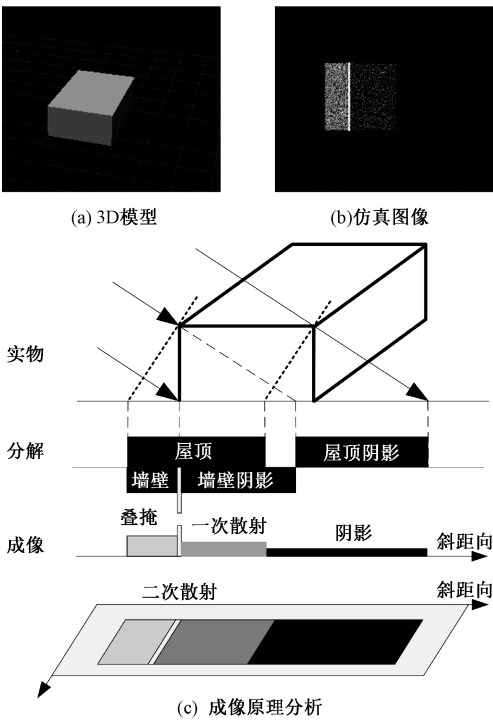 (a) 3D模型
(b)仿真图像
实物
分解
屋顶
屋顶阴影
墙壁
墙壁阴影
叠掩
一次散射
阴影
成像
斜距向
二次散射
斜距向
(c) 成像原理分析